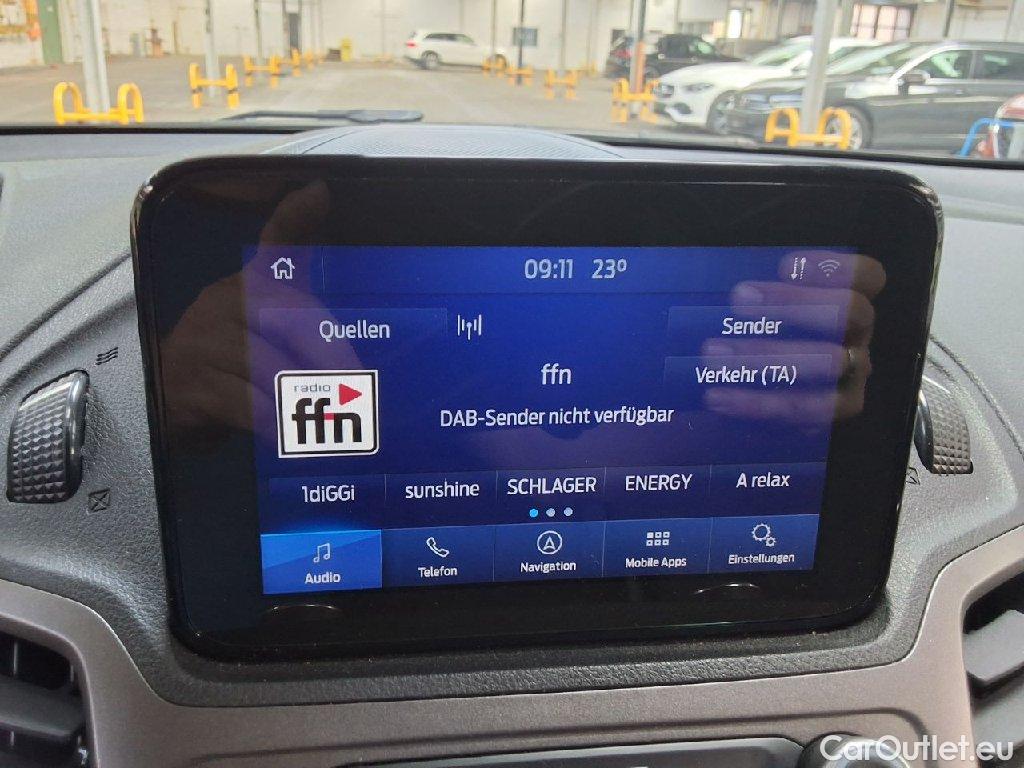 09:11 23º
Quellen
Sender
ffn
Verkehr (TA)
radio
ffn
DAB-Sender nicht verfügbar
1diGGi sunshine SCHLAGER ENERGY A relax
Audio Telefon Navigation Mobile Apps Einstellungen
CarOutlet.eu